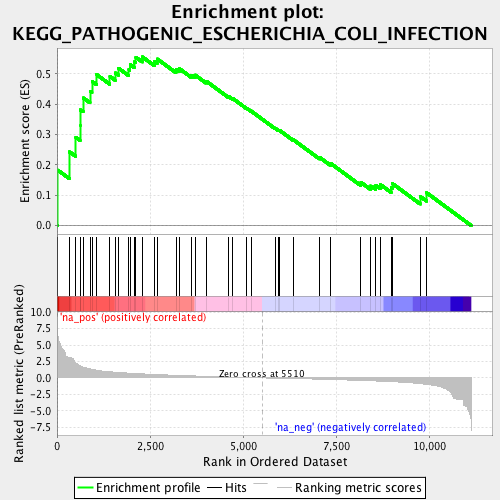 Enrichment plot:
KEGG_PATHOGENIC_ESCHERICHIA_COLI_INFECTION
Enrichment score (ES)
0.5
0.4
0.3
0.2
0.1
0.0
Ranked list metric (PreRanked)
10.0
7.5
5.0
2.5
0.0
-2.5
-5.0
-7.5
'na_pos' (positively correlated)
Zero cross at 5510
'na_neg' (negatively correlated)
0
2,500
5,000
7,500
10,000
Rank in Ordered Dataset
Enrichment profile
Hits
Ranking metric scores